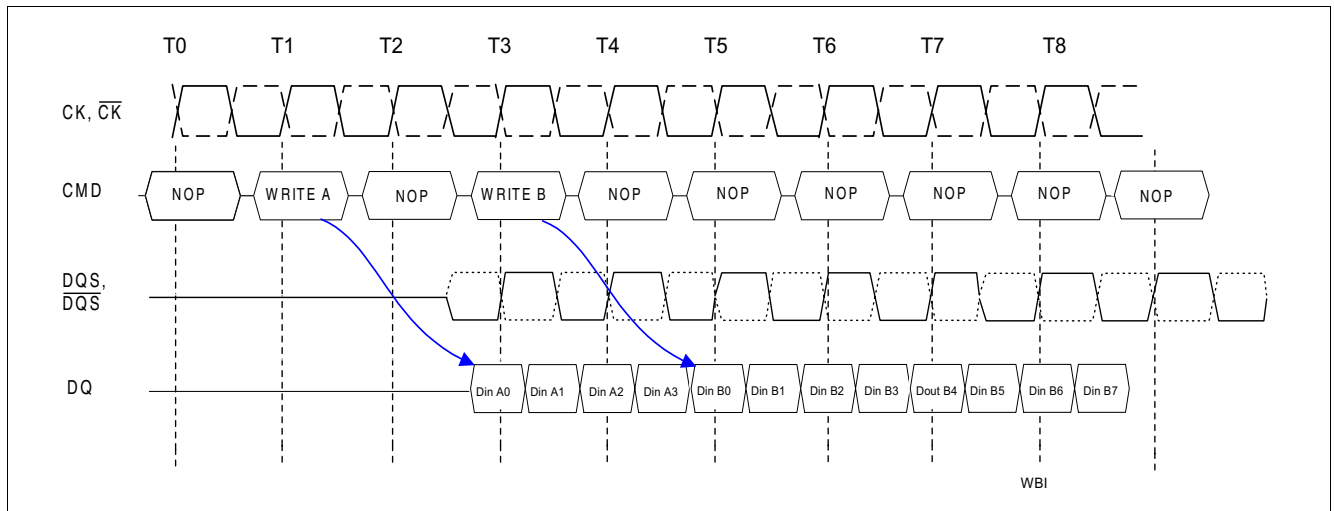 T0 T1 T2 T3 T4 T5 T6 T7 T8
CK, C̅K̅
CMD NOP WRITE A NOP WRITE B NOP NOP NOP NOP NOP NOP
DQS,
D̅Q̅S̅
DQ Din A0 Din A1 Din A2 Din A3 Din B0 Din B1 Din B2 Din B3 Dout B4 Din B5 Din B6 Din B7
WBI